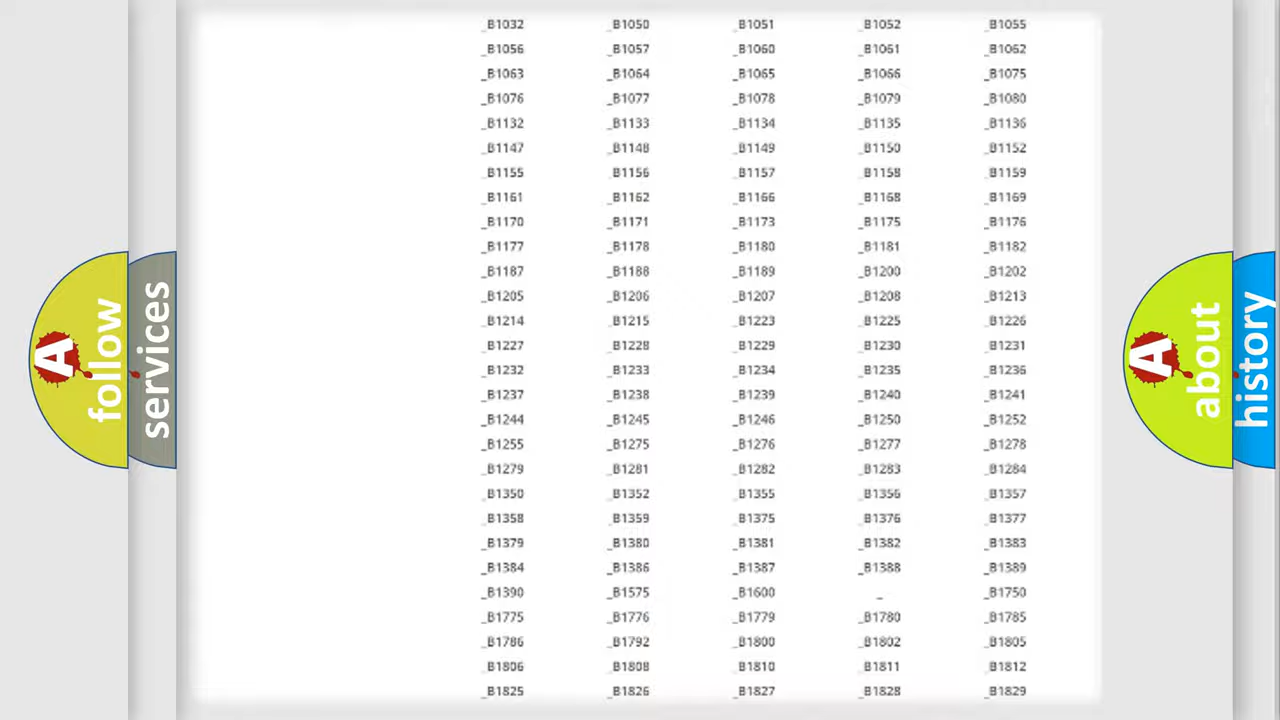 _B1032 _B1050 _B1051 _B1052 _B1055
_B1056 _B1057 _B1060 _B1061 _B1062
_B1063 _B1064 _B1065 _B1066 _B1075
_B1076 _B1077 _B1078 _B1079 _B1080
_B1132 _B1133 _B1134 _B1135 _B1136
_B1147 _B1148 _B1149 _B1150 _B1152
_B1155 _B1156 _B1157 _B1158 _B1159
_B1161 _B1162 _B1166 _B1168 _B1169
_B1170 _B1171 _B1173 _B1175 _B1176
_B1177 _B1178 _B1180 _B1181 _B1182
_B1187 _B1188 _B1189 _B1200 _B1202
_B1205 _B1206 _B1207 _B1208 _B1213
_B1214 _B1215 _B1223 _B1225 _B1226
_B1227 _B1228 _B1229 _B1230 _B1231
_B1232 _B1233 _B1234 _B1235 _B1236
_B1237 _B1238 _B1239 _B1240 _B1241
_B1244 _B1245 _B1246 _B1250 _B1252
_B1255 _B1275 _B1276 _B1277 _B1278
_B1279 _B1281 _B1282 _B1283 _B1284
_B1350 _B1352 _B1355 _B1356 _B1357
_B1358 _B1359 _B1375 _B1376 _B1377
_B1379 _B1380 _B1381 _B1382 _B1383
_B1384 _B1386 _B1387 _B1388 _B1389
_B1390 _B1575 _B1600 _ _B1750
_B1775 _B1776 _B1779 _B1780 _B1785
_B1786 _B1792 _B1800 _B1802 _B1805
_B1806 _B1808 _B1810 _B1811 _B1812
_B1825 _B1826 _B1827 _B1828 _B1829
A
follow
services
A
about
history